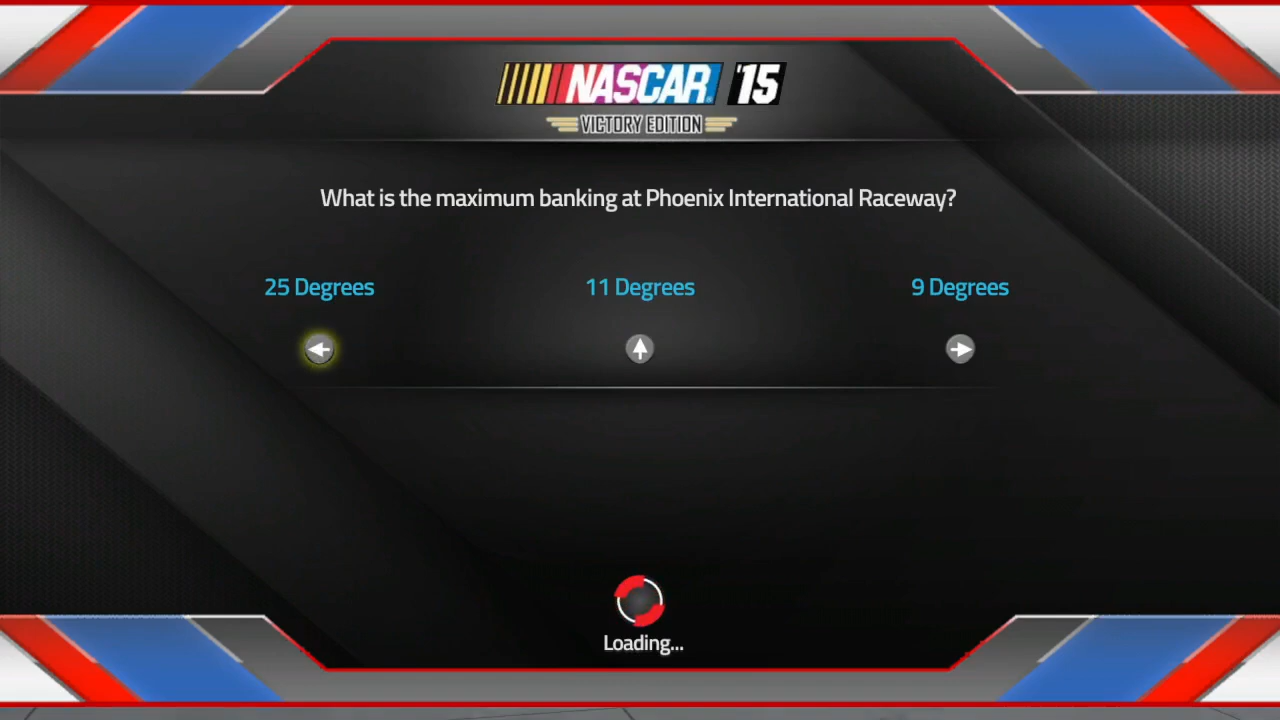 NASCAR '15
VICTORY EDITION
What is the maximum banking at Phoenix International Raceway?
25 Degrees
11 Degrees
9 Degrees
Loading...